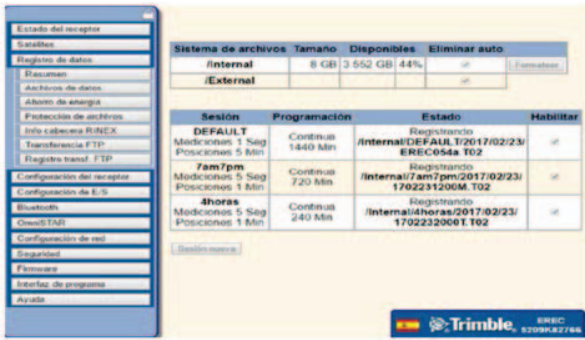 Estado del receptor
Satélites
Registro de datos
Resumen
Archivos de datos
Ahorro de energía
Protección de archivos
Info cabecera RINEX
Transferencia FTP
Registro transf. FTP
Configuración del receptor
Configuración de E/S
Bluetooth
OmniSTAR
Configuración de red
Seguridad
Firmware
Interfaz de programa
Ayuda
Sistema de archivos Tamaño Disponibles Eliminar auto
/Internal 8 GB 3.552 GB 44% Formatear
/External
Sesión Programación Estado Habilitar
DEFAULT
Mediciones 1 Seg
Posiciones 5 Min
Continua
1440 Min
Registrando
/Internal/DEFAULT/2017/02/23/
EREC054a.T02
7am7pm
Mediciones 5 Seg
Posiciones 1 Min
Continua
720 Min
Registrando
/Internal/7am7pm/2017/02/23/
1702231200M.T02
4horas
Mediciones 5 Seg
Posiciones 1 Min
Continua
240 Min
Registrando
/Internal/4horas/2017/02/23/
1702232000T.T02
Sesión nueva
Trimble. EREC
5209K82766